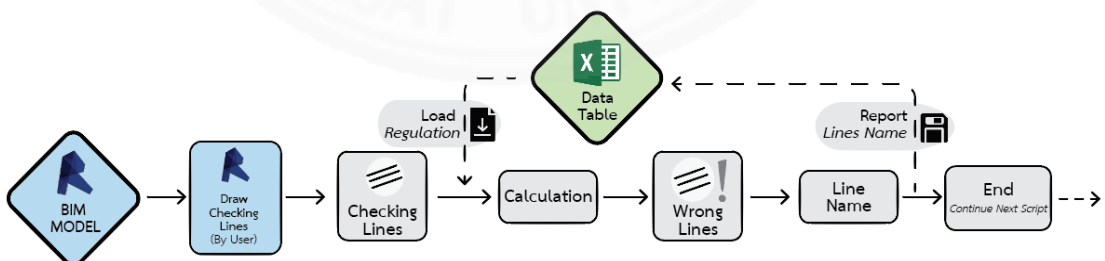 Data
Table
Load
Regulation
Report
Lines Name
BIM
MODEL
Draw
Checking
Lines
(By User)
Checking
Lines
Calculation
Wrong
Lines
Line
Name
End
Continue Next Script